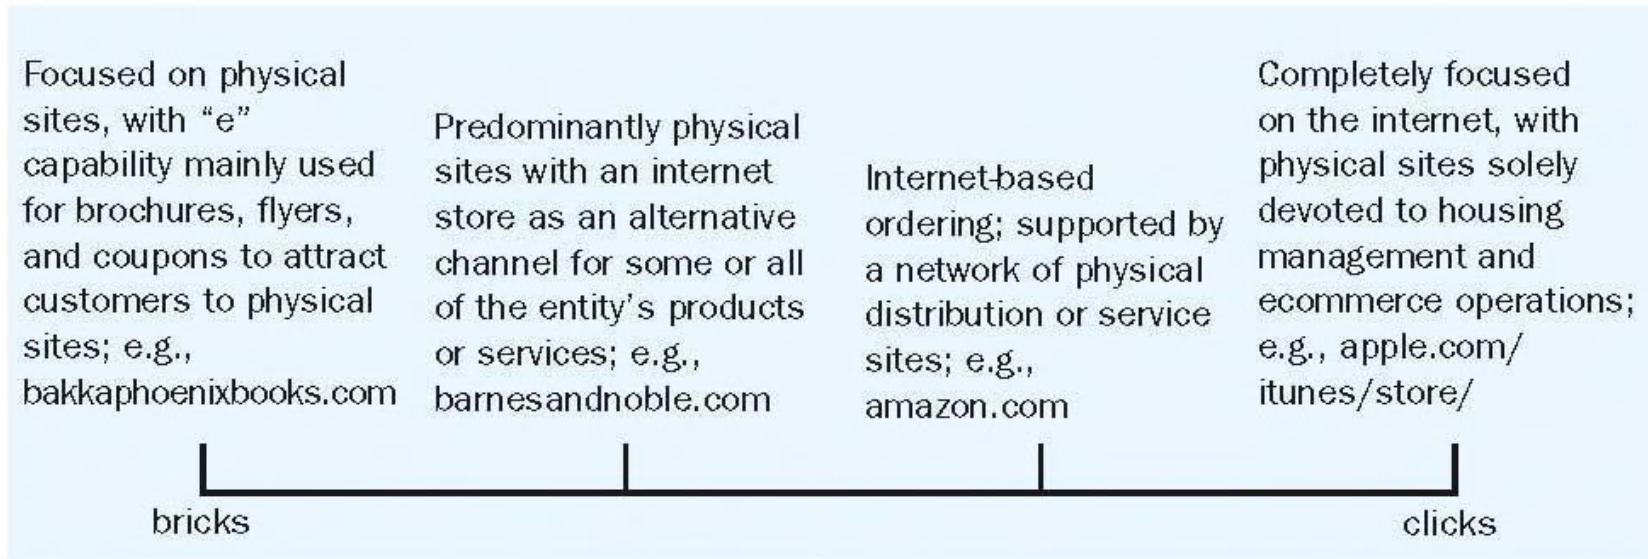 Focused on physical
sites, with “e”
capability mainly used
for brochures, flyers,
and coupons to attract
customers to physical
sites; e.g.,
bakkaphoenixbooks.com
Predominantly physical
sites with an internet
store as an alternative
channel for some or all
of the entity’s products
or services; e.g.,
barnesandnoble.com
Internet-based
ordering; supported by
a network of physical
distribution or service
sites; e.g.,
amazon.com
Completely focused
on the internet, with
physical sites solely
devoted to housing
management and
ecommerce operations;
e.g., apple.com/
itunes/store/
bricks
clicks